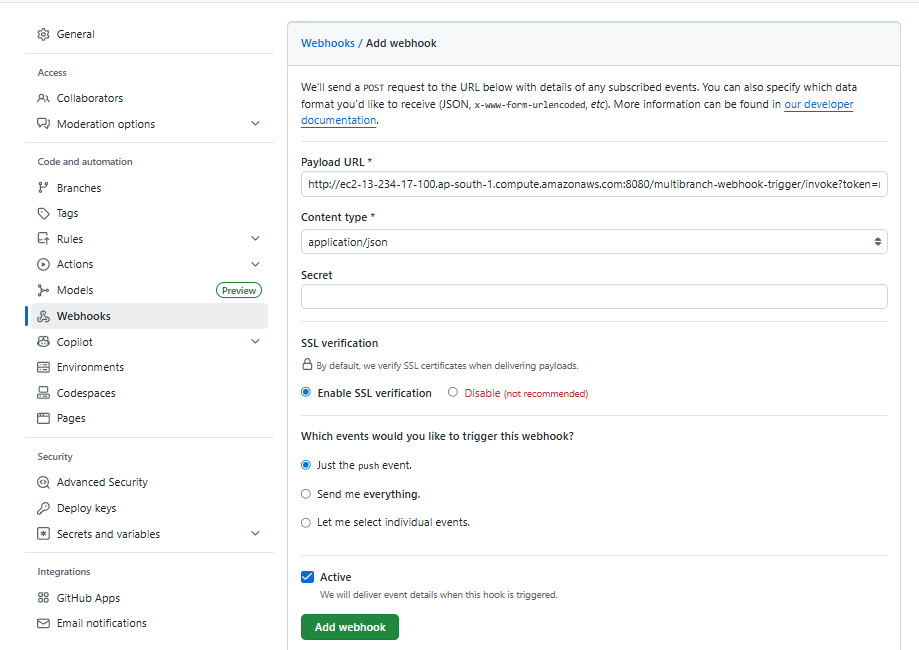 General
Access
Collaborators
Moderation options
Code and automation
Branches
Tags
Rules
Actions
Models
Preview
Webhooks
Copilot
Environments
Codespaces
Pages
Security
Advanced Security
Deploy keys
Secrets and variables
Integrations
GitHub Apps
Email notifications
Webhooks / Add webhook
We'll send a POST request to the URL below with details of any subscribed events. You can also specify which data
format you'd like to receive (JSON, x-www-form-urlencoded, etc). More information can be found in our developer
documentation.
Payload URL *
http://ec2-13-234-17-100.ap-south-1.compute.amazonaws.com:8080/multibranch-webhook-trigger/invoke?token=
Content type *
application/json
Secret
SSL verification
By default, we verify SSL certificates when delivering payloads.
Enable SSL verification
Disable (not recommended)
Which events would you like to trigger this webhook?
Just the push event.
Send me everything.
Let me select individual events.
Active
We will deliver event details when this hook is triggered.
Add webhook